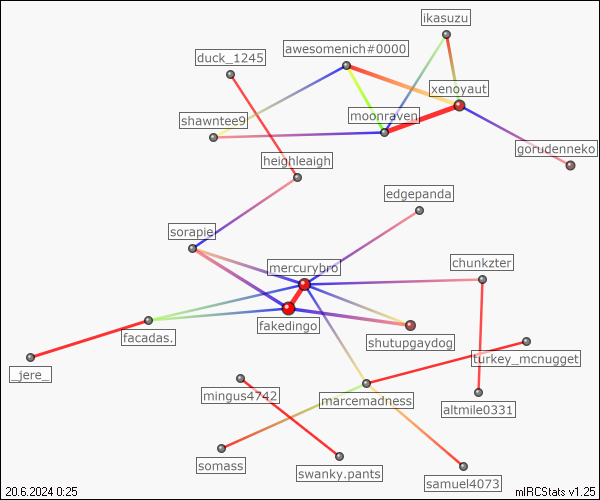 ikasuzu
awesomenich#0000
duck_1245
xenoyaut
moonraven
shawntee9
gorudenneko
heighleaigh
edgepanda
sorapie
mercurybro
chunkzter
fakedingo
facadas.
shutupgaydog
turkey_mcnugget
_jere_
mingus4742
marcemadness
altmile0331
somass
swanky.pants
samuel4073
20.6.2024 0:25
mIRCStats v1.25